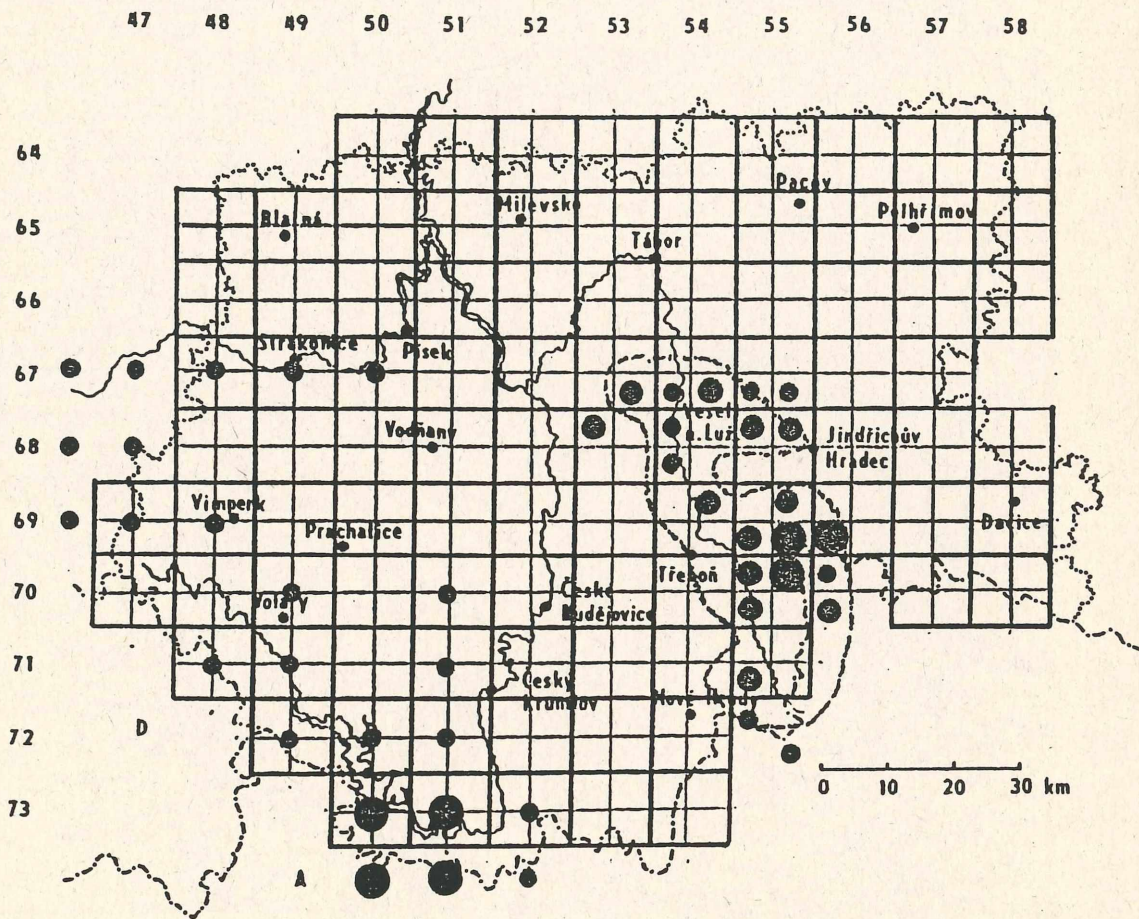 47 48 49 50 51 52 53 54 55 56 57 58
64
Pacov
Milevsko
Pelhřimov
65
Blatná
Tábor
66
Strakonice
Písek
67
Veselí
n.Luž.
Vodňany
Jindřichův
Hradec
68
Vimperk
69
Prachatice
Dačice
Třeboň
70
Volary
České
Budějovice
71
Český
Krumlov
Nové Hrady
D
72
0 10 20 30 km
73
A